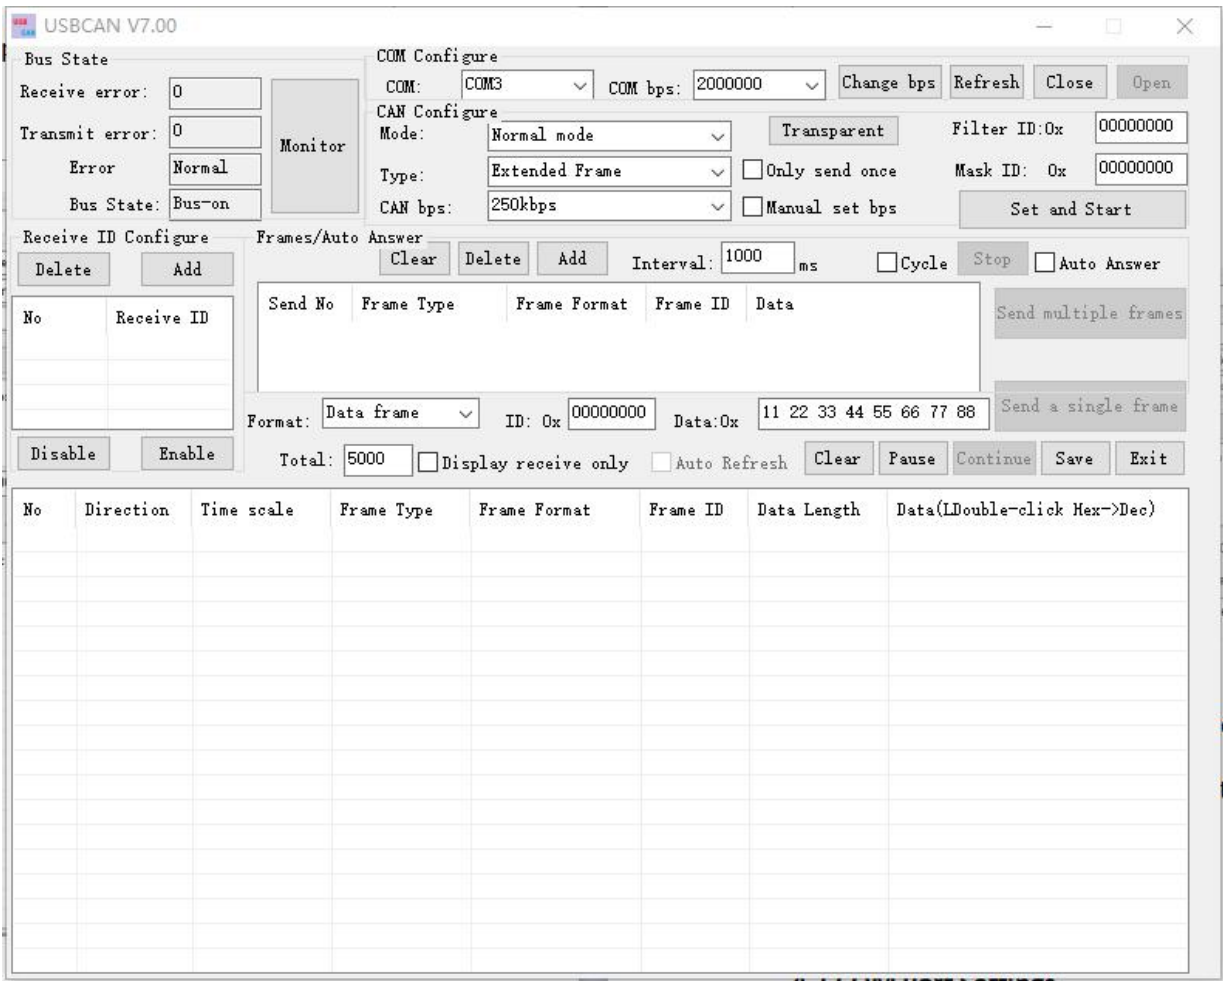 USBCAN V7.00
Bus State
Receive error: 0
Transmit error: 0
Error Normal
Bus State: Bus-on
Monitor
COM Configure
COM: COM3 COM bps: 2000000 Change bps Refresh Close Open
CAN Configure
Mode: Normal mode Transparent Filter ID:0x 00000000
Type: Extended Frame Only send once Mask ID: 0x 00000000
CAN bps: 250kbps Manual set bps Set and Start
Receive ID Configure
Delete Add
No Receive ID
Disable Enable
Frames/Auto Answer
Clear Delete Add Interval: 1000 ms Cycle Stop Auto Answer
Send No Frame Type Frame Format Frame ID Data
Send multiple frames
Format: Data frame ID: 0x 00000000 Data:0x 11 22 33 44 55 66 77 88 Send a single frame
Total: 5000 Display receive only Auto Refresh Clear Pause Continue Save Exit
No Direction Time scale Frame Type Frame Format Frame ID Data Length Data(LDouble-click Hex->Dec)